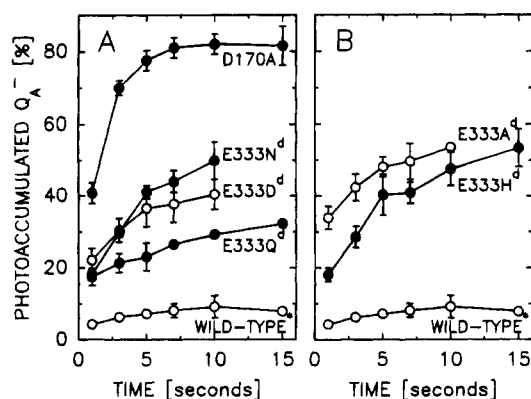 PHOTOACCUMULATED Q_A^- [%]
80
60
40
20
0
A
D170A
E333N^d
E333D^d
E333Q^d
WILD-TYPE*
0 5 10 15
TIME [seconds]
B
E333A^d
E333H^d
WILD-TYPE*
0 5 10 15
TIME [seconds]